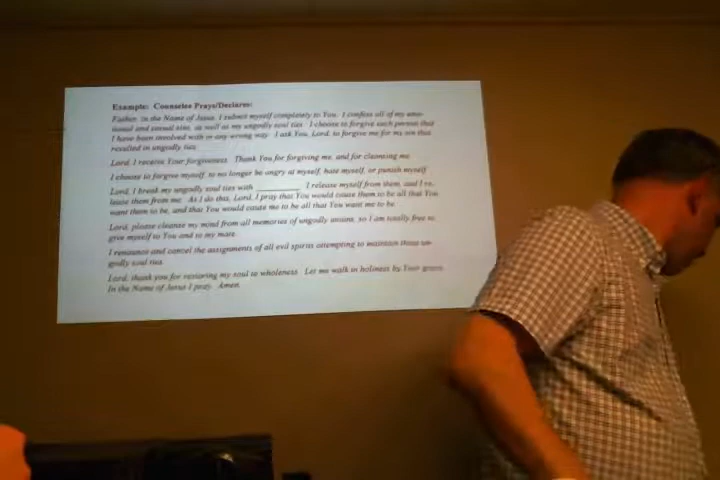 Example: Counselee Prays/Declares:
Father, in the Name of Jesus, I submit myself completely to You. I confess all of my emo-
tional and sexual sins, as well as my ungodly soul ties. I choose to forgive each person that
I have been involved with in any wrong way. I ask You, Lord, to forgive me for my sin that
resulted in ungodly ties.
Lord, I receive Your forgiveness. Thank You for forgiving me, and for cleansing me.
I choose to forgive myself, to no longer be angry at myself, hate myself, or punish myself.
Lord, I break my ungodly soul ties with __________. I release myself from them, and I re-
lease them from me. As I do this, Lord, I pray that You would cause them to be all that You
want them to be, and that You would cause me to be all that You want me to be.
Lord, please cleanse my mind from all memories of ungodly unions, so I am totally free to
give myself to You and to my mate.
I renounce and cancel the assignments of all evil spirits attempting to maintain these un-
godly soul ties.
Lord, thank you for restoring my soul to wholeness. Let me walk in holiness by Your grace.
In the Name of Jesus I pray. Amen.